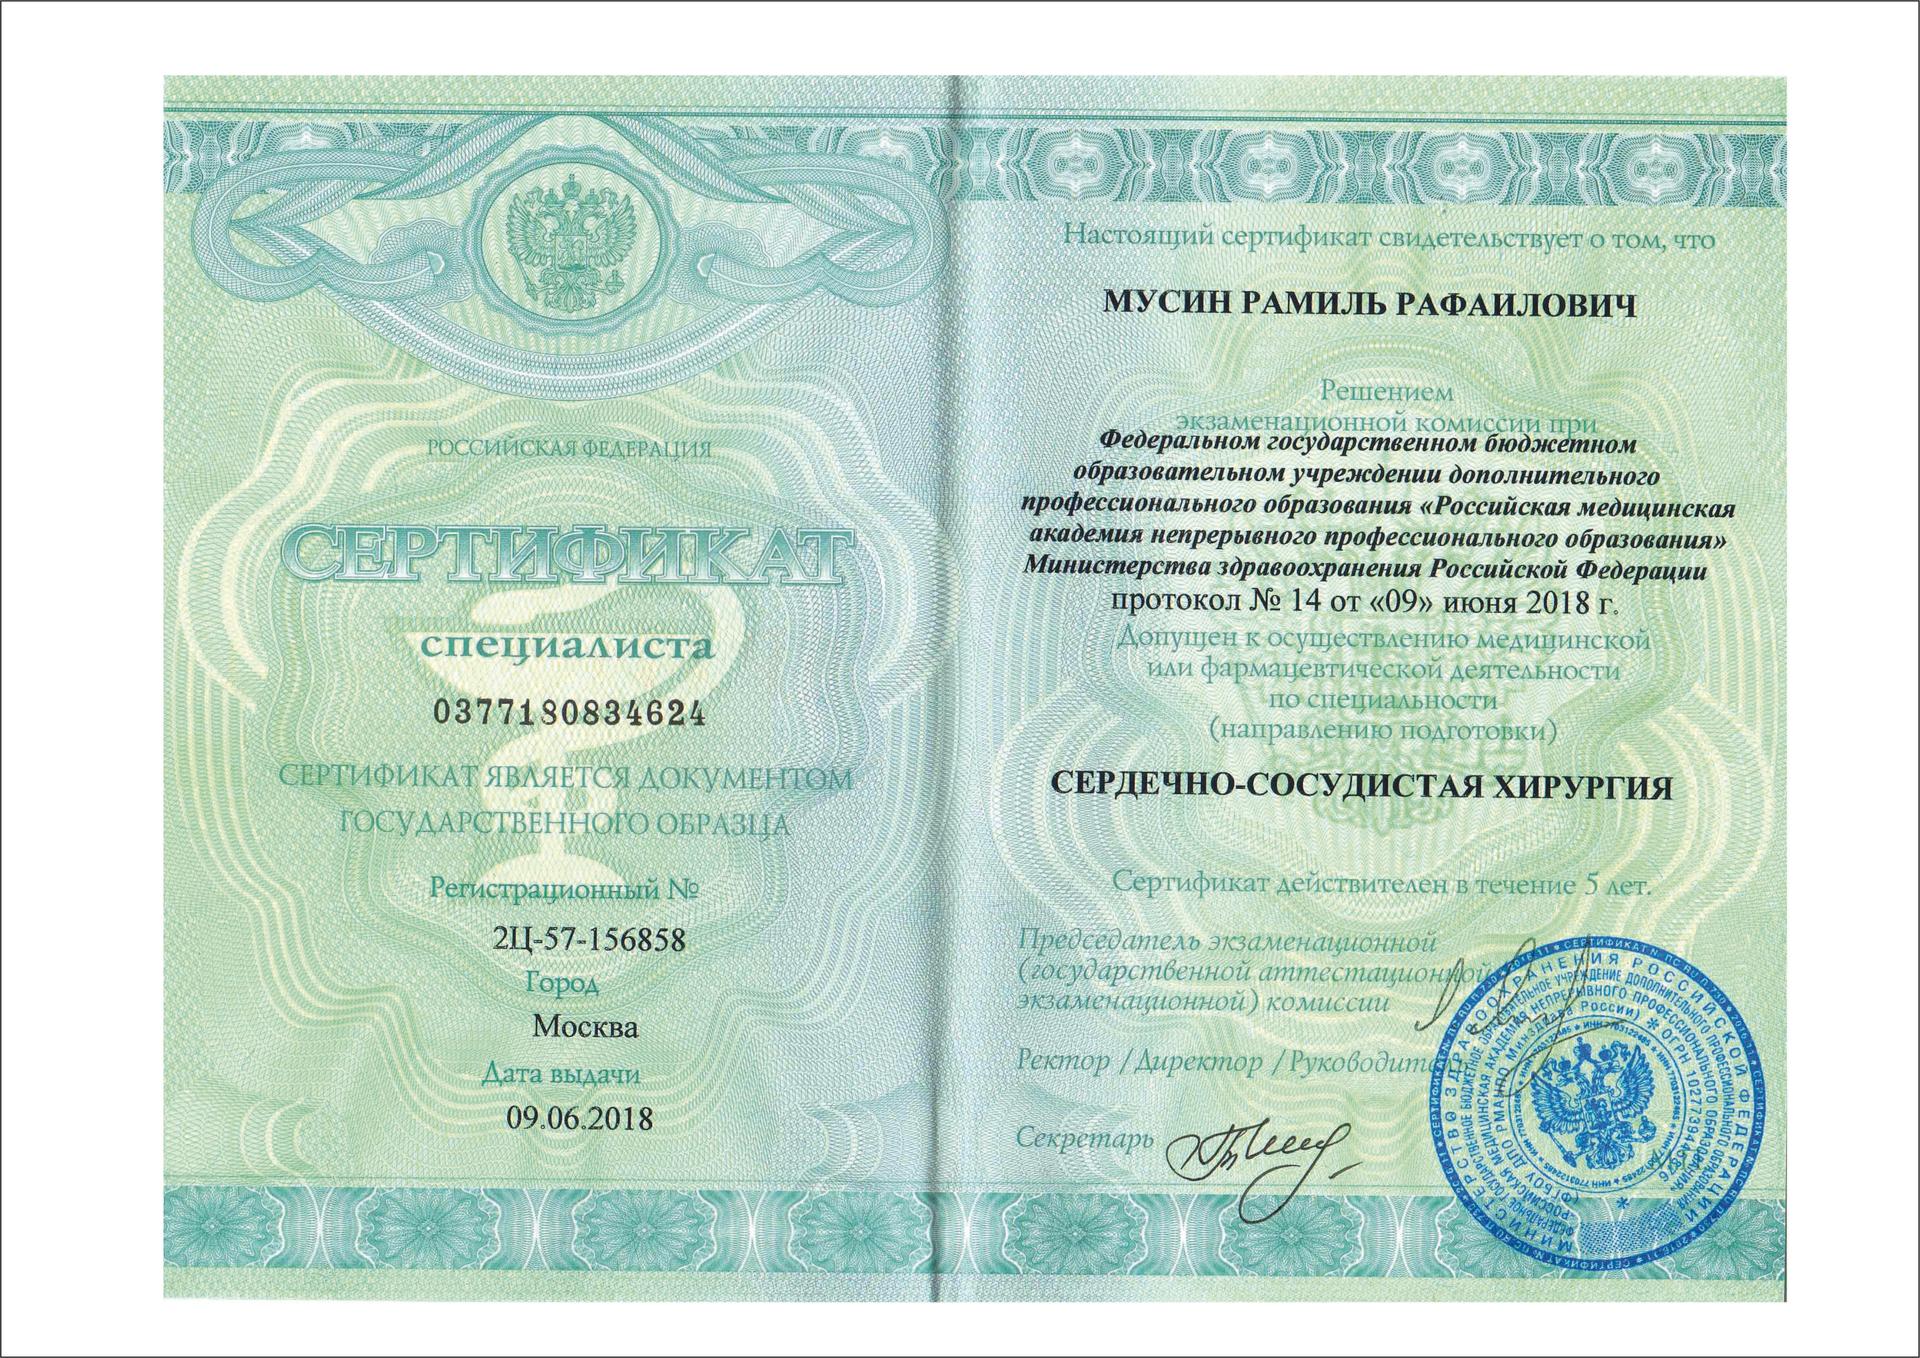 РОССИЙСКАЯ ФЕДЕРАЦИЯ
СЕРТИФИКАТ
специалиста
0377180834624
СЕРТИФИКАТ ЯВЛЯЕТСЯ ДОКУМЕНТОМ
ГОСУДАРСТВЕННОГО ОБРАЗЦА
Регистрационный №
2Ц-57-156858
Город
Москва
Дата выдачи
09.06.2018
Настоящий сертификат свидетельствует о том, что
МУСИН РАМИЛЬ РАФАИЛОВИЧ
Решением
экзаменационной комиссии при
Федеральном государственном бюджетном
образовательном учреждении дополнительного
профессионального образования «Российская медицинская
академия непрерывного профессионального образования»
Министерства здравоохранения Российской Федерации
протокол № 14 от «09» июня 2018 г.
Допущен к осуществлению медицинской
или фармацевтической деятельности
по специальности
(направлению подготовки)
СЕРДЕЧНО-СОСУДИСТАЯ ХИРУРГИЯ
Сертификат действителен в течение 5 лет.
Председатель экзаменационной
(государственной аттестационной
экзаменационной) комиссии
Ректор /Директор /Руководитель
Секретарь
МИНИСТЕРСТВО ЗДРАВООХРАНЕНИЯ РОССИЙСКОЙ ФЕДЕРАЦИИ